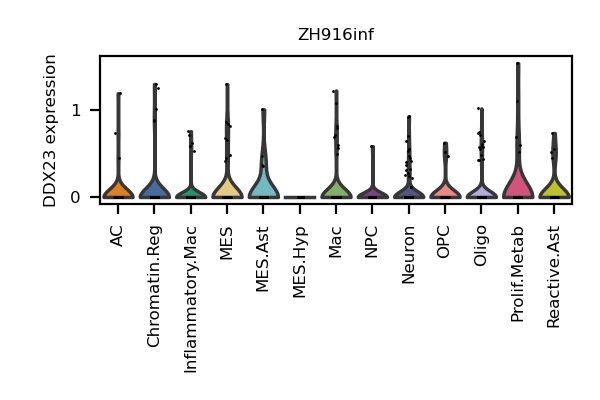 ZH916inf
DDX23 expression
1
0
AC
Chromatin.Reg
Inflammatory.Mac
MES
MES.Ast
MES.Hyp
Mac
NPC
Neuron
OPC
Oligo
Prolif.Metab
Reactive.Ast